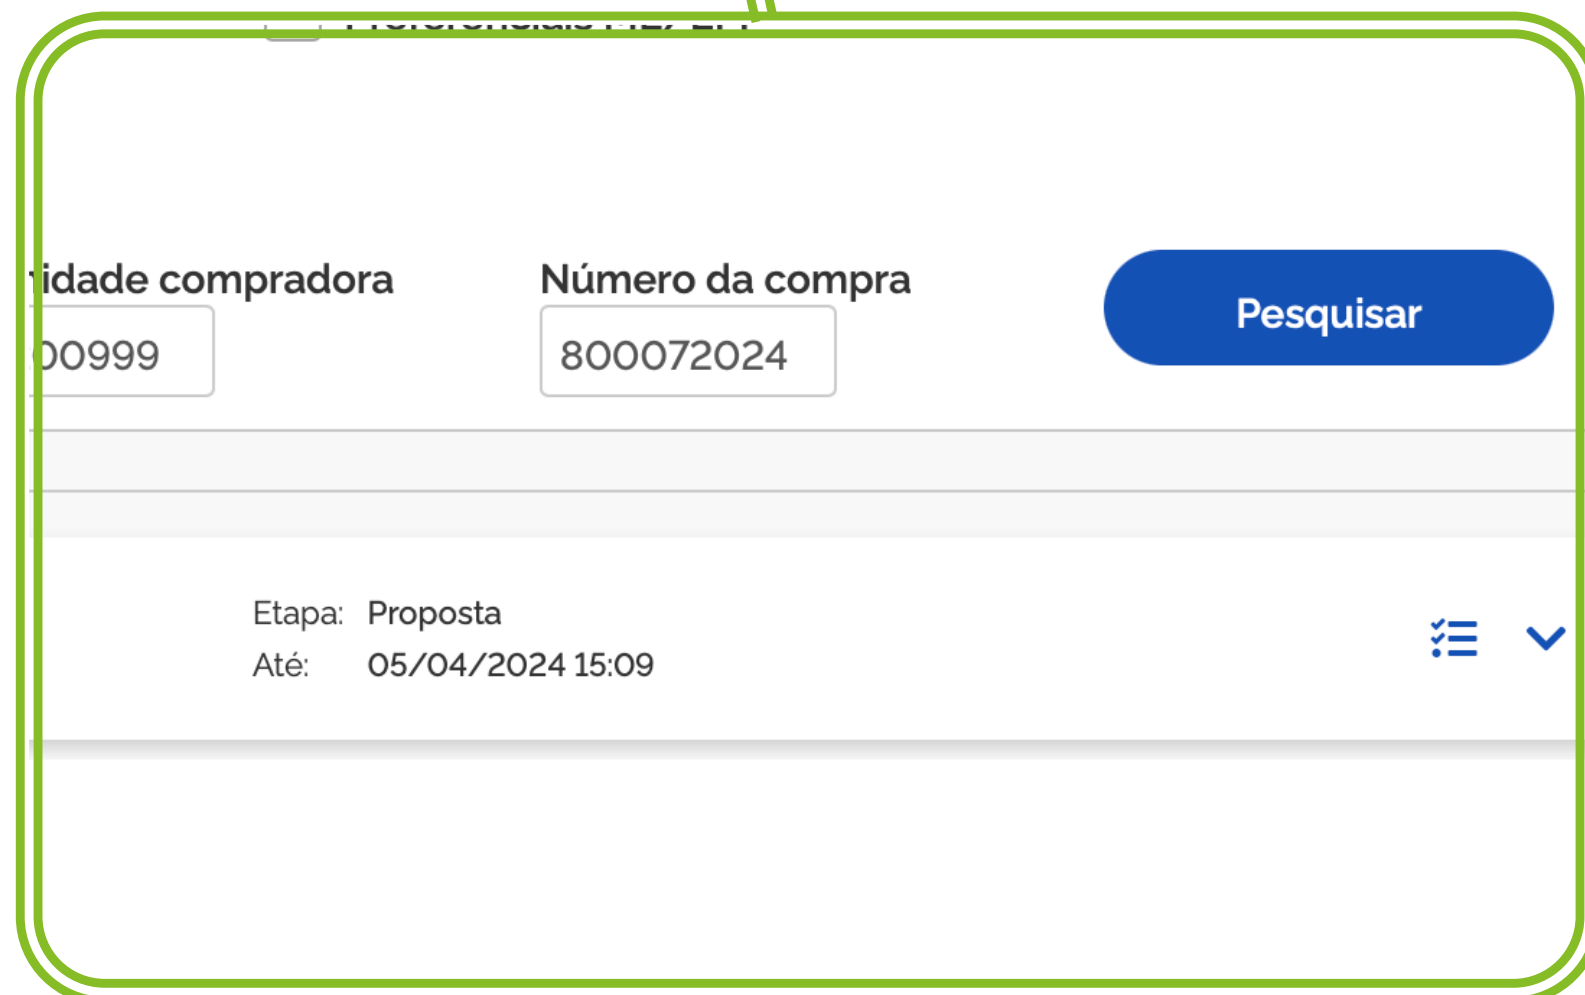 idade compradora
Número da compra
Pesquisar
00999
800072024
Etapa: Proposta
Até: 05/04/2024 15:09